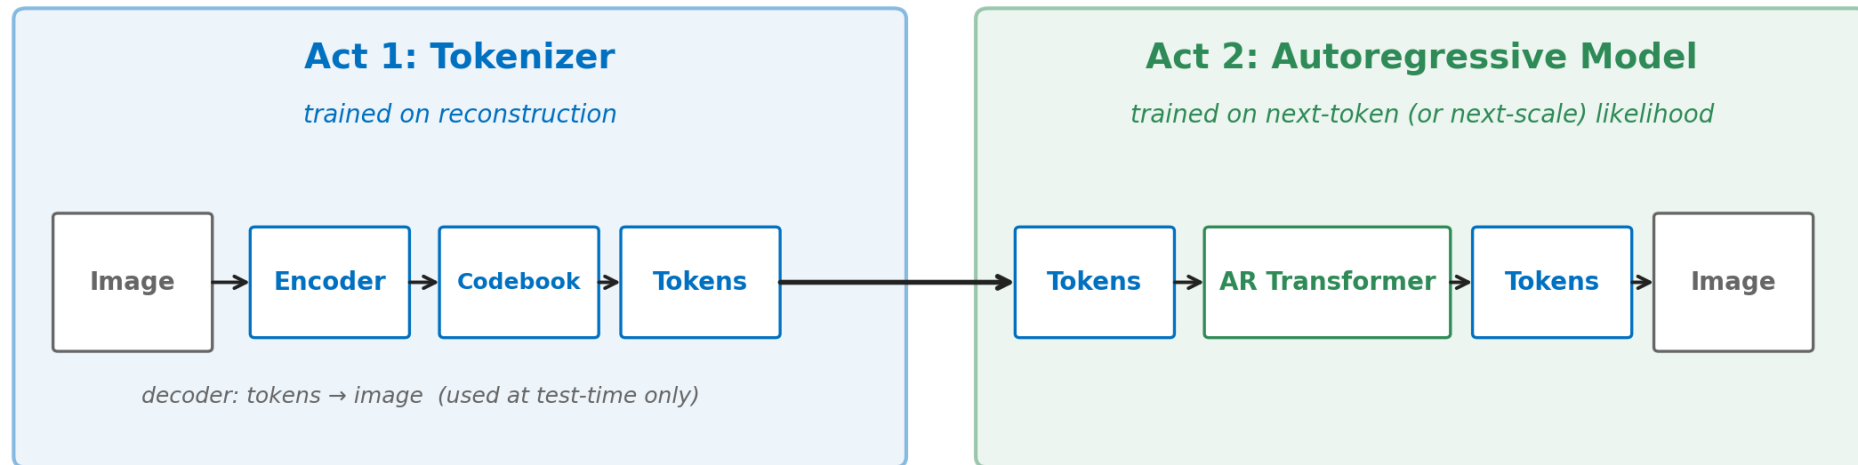 Act 1: Tokenizer
trained on reconstruction
Image
Encoder
Codebook
Tokens
decoder: tokens → image (used at test-time only)
Act 2: Autoregressive Model
trained on next-token (or next-scale) likelihood
Tokens
AR Transformer
Tokens
Image